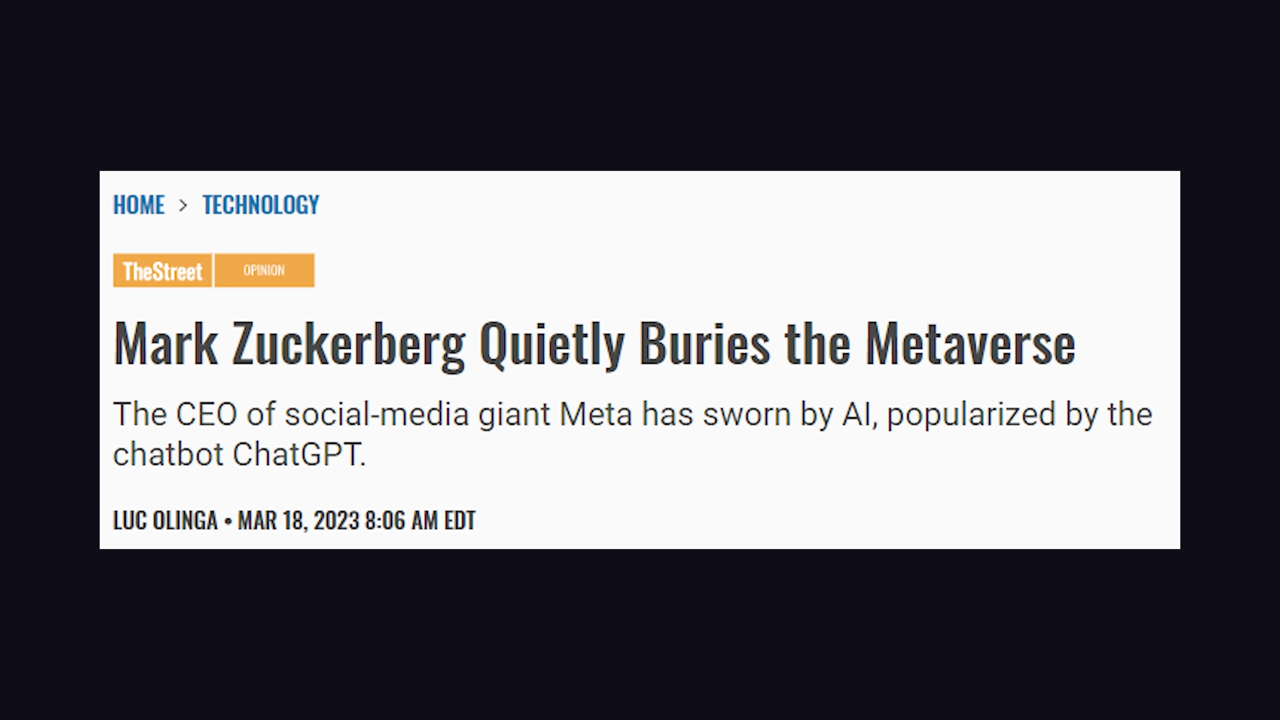 HOME > TECHNOLOGY
TheStreet OPINION
Mark Zuckerberg Quietly Buries the Metaverse
The CEO of social-media giant Meta has sworn by AI, popularized by the
chatbot ChatGPT.
LUC OLINGA • MAR 18, 2023 8:06 AM EDT